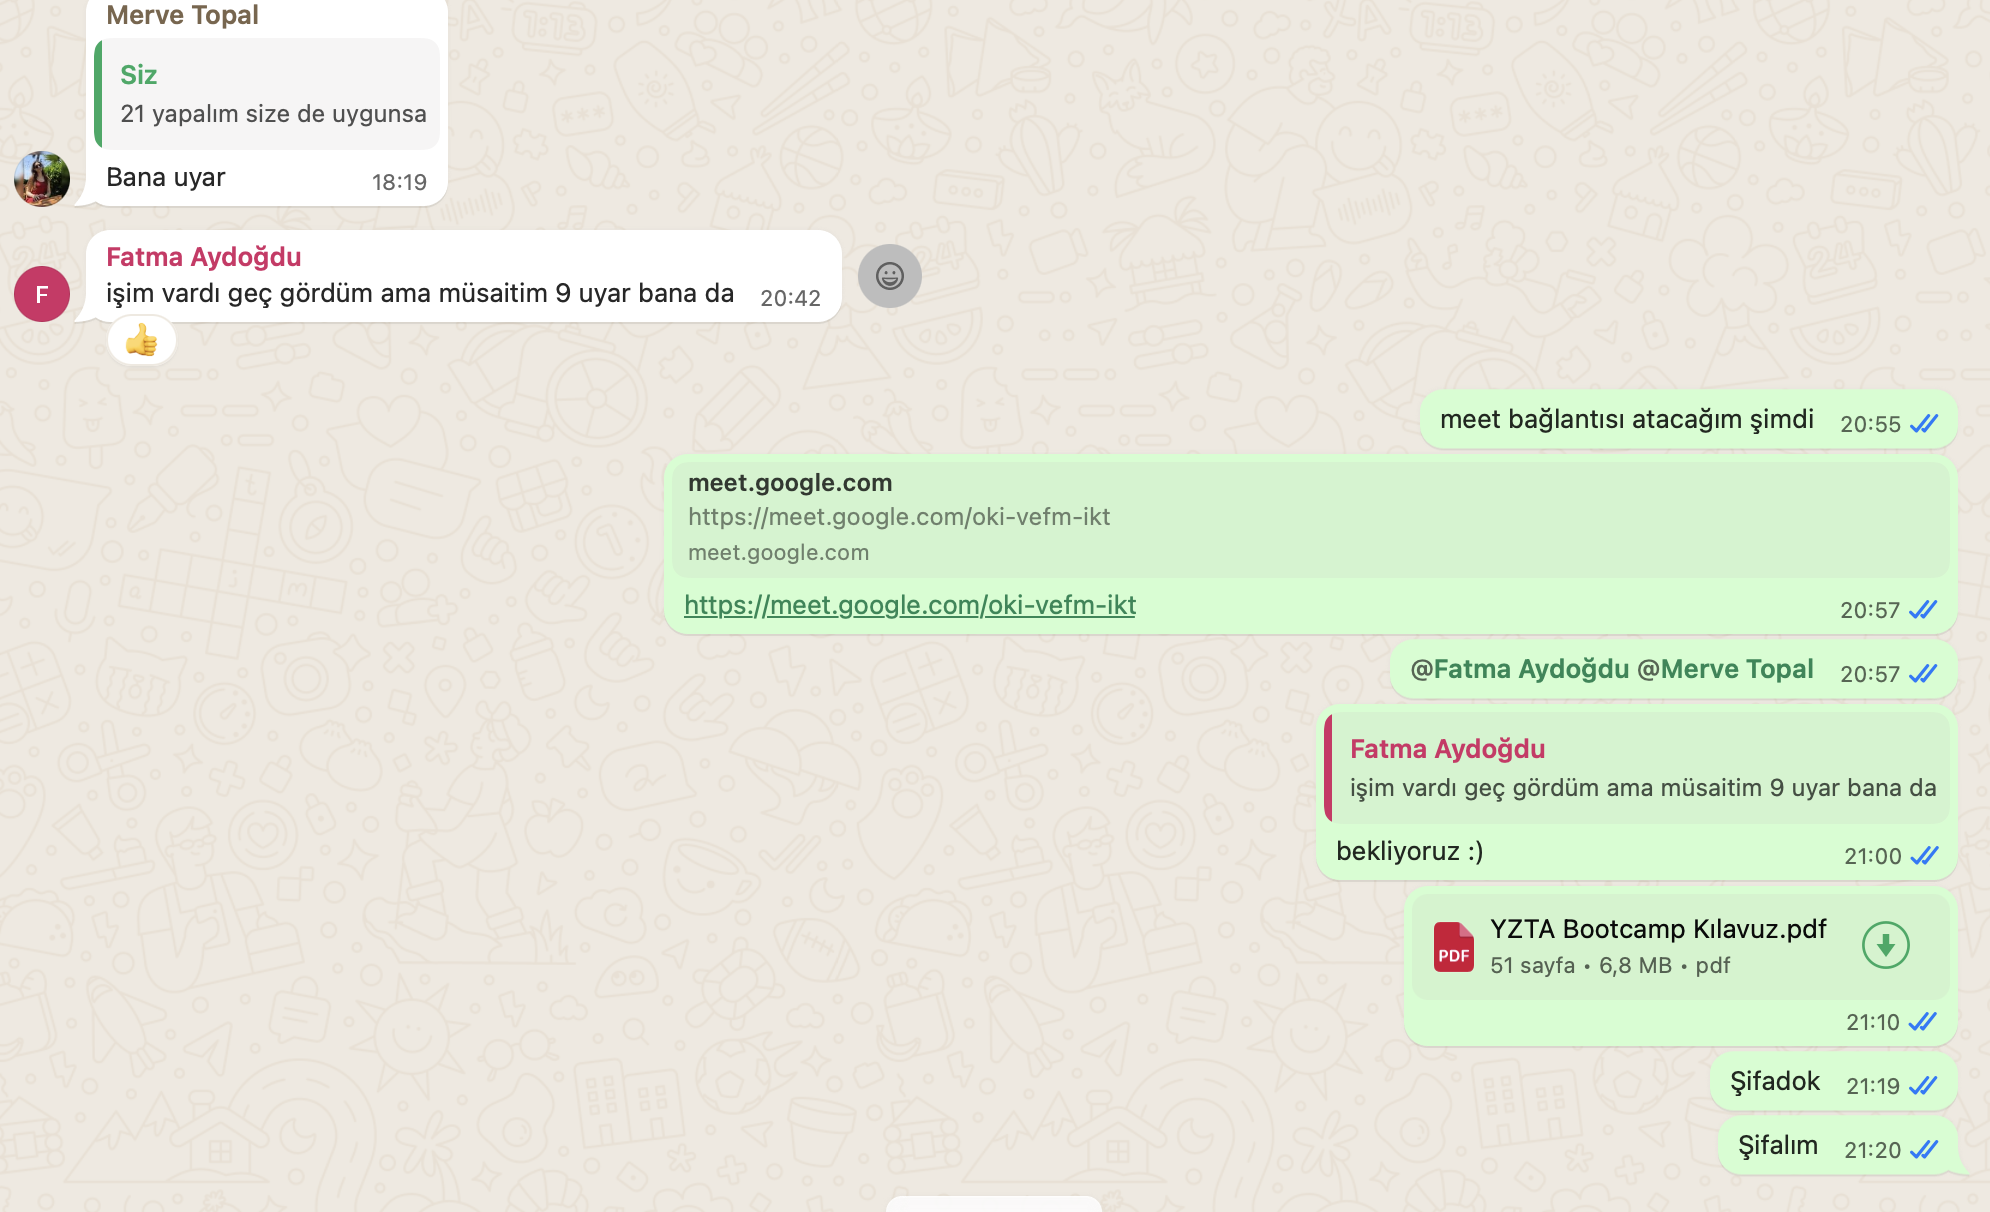 Merve Topal
Siz
21 yapalım size de uygunsa
Bana uyar 18:19
Fatma Aydoğdu
F
işim vardı geç gördüm ama müsaitim 9 uyar bana da 20:42
meet bağlantısı atacağım şimdi 20:55
meet.google.com
https://meet.google.com/oki-vefm-ikt
meet.google.com
https://meet.google.com/oki-vefm-ikt 20:57
@Fatma Aydoğdu @Merve Topal 20:57
Fatma Aydoğdu
işim vardı geç gördüm ama müsaitim 9 uyar bana da
bekliyoruz :) 21:00
YZTA Bootcamp Kılavuz.pdf
PDF
51 sayfa • 6,8 MB • pdf
21:10
Şifadok 21:19
Şifalım 21:20